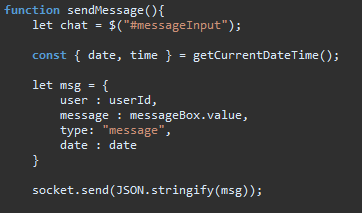 function sendMessage(){
let chat = $("#messageInput");
const { date, time } = getCurrentDateTime();
let msg = {
user : userId,
message : messageBox.value,
type: "message",
date : date
}
socket.send(JSON.stringify(msg));